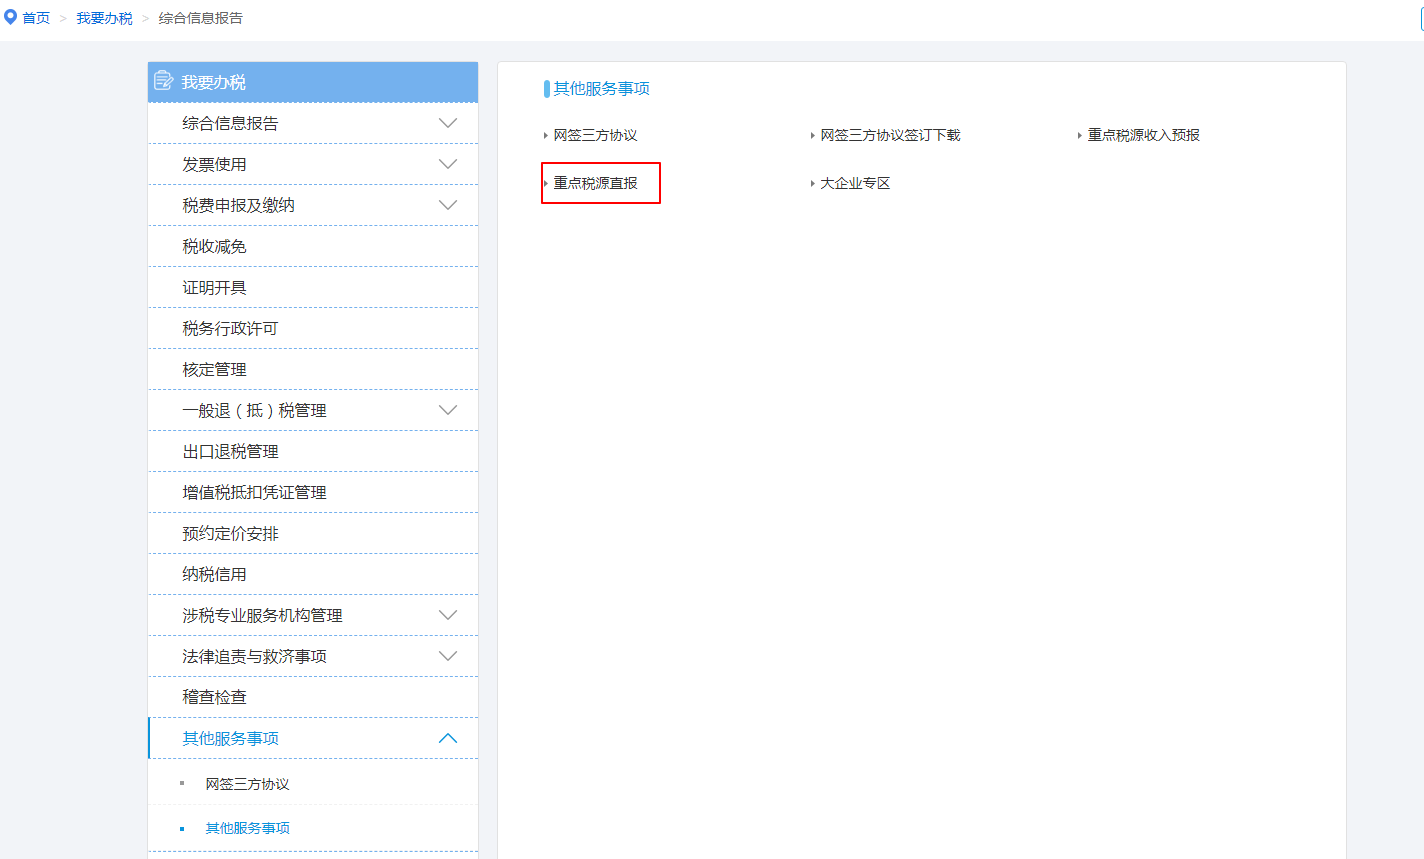 首页 > 我要办税 > 综合信息报告
我要办税
综合信息报告
发票使用
税费申报及缴纳
税收减免
证明开具
税务行政许可
核定管理
一般退（抵）税管理
出口退税管理
增值税抵扣凭证管理
预约定价安排
纳税信用
涉税专业服务机构管理
法律追责与救济事项
稽查检查
其他服务事项
网签三方协议
其他服务事项
其他服务事项
网签三方协议 网签三方协议签订下载 重点税源收入预报
重点税源直报 大企业专区